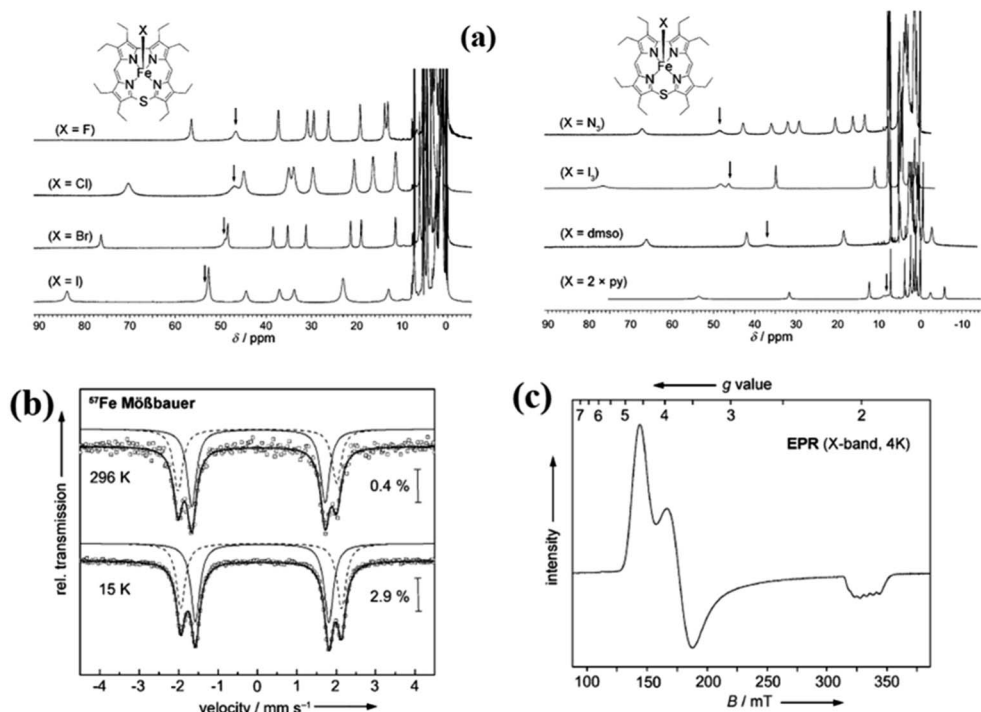 X
Fe
N
N
N
N
S
(X = F)
(X = Cl)
(X = Br)
(X = I)
90 80 70 60 50 40 30 20 10 0
δ / ppm
(a)
X
Fe
N
N
N
N
S
(X = N₃)
(X = I₃)
(X = dmso)
(X = 2 × py)
90 80 70 60 50 40 30 20 10 0 -10
δ / ppm
(b)
⁵⁷Fe Mößbauer
rel. transmission
296 K
0.4 %
15 K
2.9 %
-4 -3 -2 -1 0 1 2 3 4
velocity / mm s⁻¹
(c)
g value
7 6 5 4 3 2
EPR (X-band, 4K)
intensity
100 150 200 250 300 350
B / mT